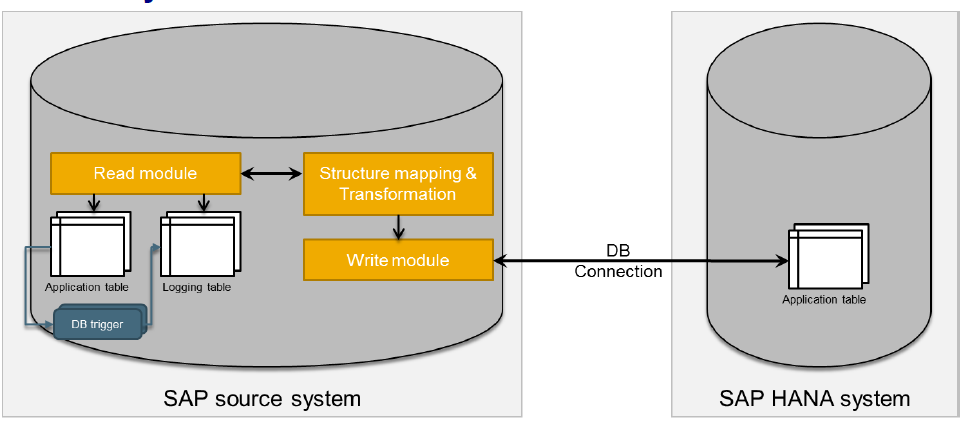 Read module
Structure mapping &
Transformation
Write module
Application table
Logging table
DB trigger
DB
Connection
Application table
SAP source system
SAP HANA system